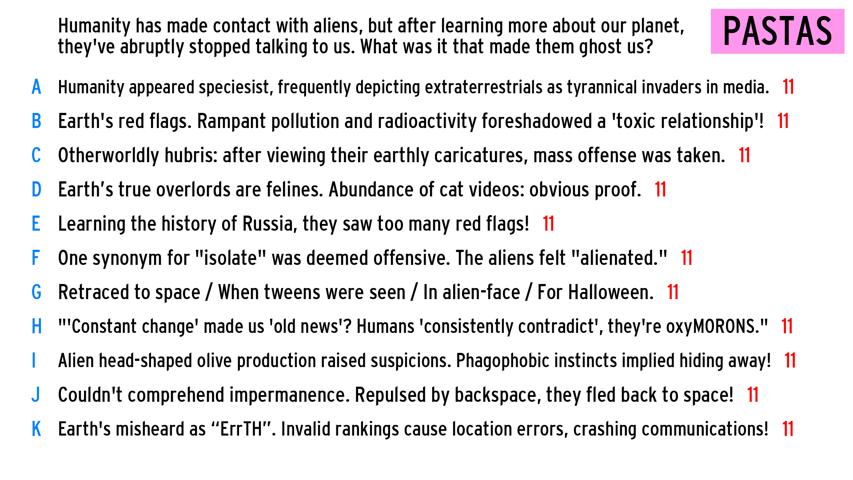 Humanity has made contact with aliens, but after learning more about our planet,
they've abruptly stopped talking to us. What was it that made them ghost us?
PASTAS
A Humanity appeared speciesist, frequently depicting extraterrestrials as tyrannical invaders in media. 11
B Earth's red flags. Rampant pollution and radioactivity foreshadowed a 'toxic relationship'! 11
C Otherworldly hubris: after viewing their earthly caricatures, mass offense was taken. 11
D Earth’s true overlords are felines. Abundance of cat videos: obvious proof. 11
E Learning the history of Russia, they saw too many red flags! 11
F One synonym for "isolate" was deemed offensive. The aliens felt "alienated." 11
G Retraced to space / When tweens were seen / In alien-face / For Halloween. 11
H "'Constant change' made us 'old news'? Humans 'consistently contradict', they're oxyMORONS." 11
I Alien head-shaped olive production raised suspicions. Phagophobic instincts implied hiding away! 11
J Couldn't comprehend impermanence. Repulsed by backspace, they fled back to space! 11
K Earth's misheard as “ErrTH”. Invalid rankings cause location errors, crashing communications! 11